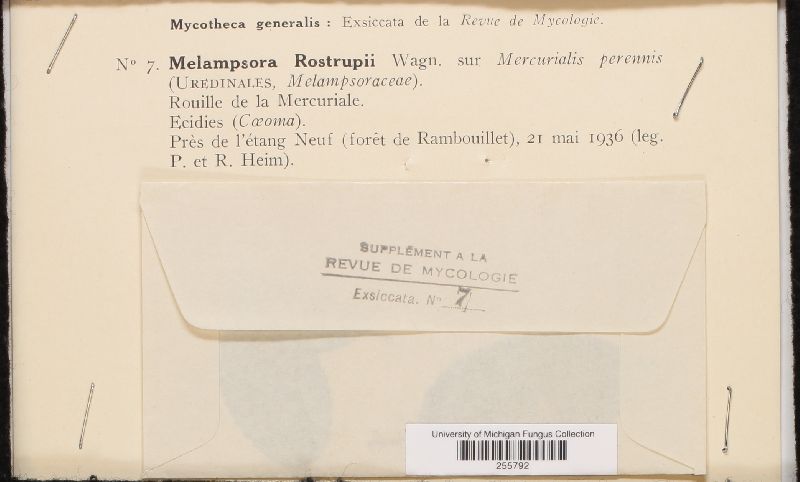 Mycotheca generalis : Exsiccata de la Revue de Mycologie.
N° 7. Melampsora Rostrupii Wagn. sur Mercurialis perennis
(Urédinales, Melampsoraceae).
Rouille de la Mercuriale.
Ecidies (Cæoma).
Près de l'étang Neuf (forêt de Rambouillet), 21 mai 1936 (leg.
P. et R. Heim).
SUPPLÉMENT A LA
REVUE DE MYCOLOGIE
Exsiccata. N° 7
University of Michigan Fungus Collection
255792